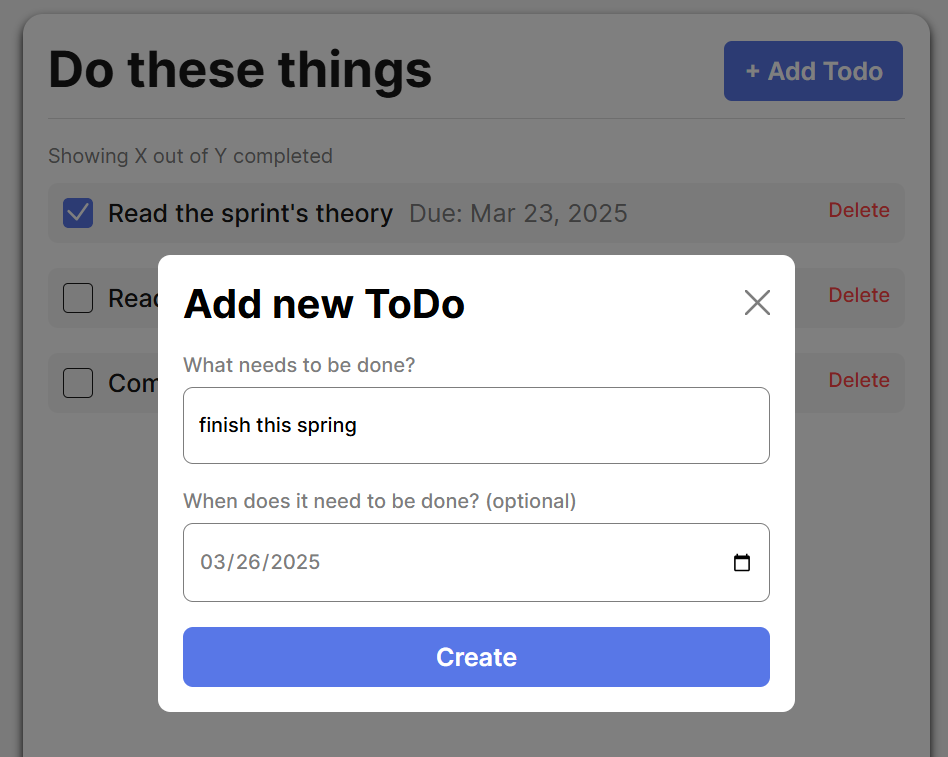 Do these things
+ Add Todo
Showing X out of Y completed
Read the sprint's theory Due: Mar 23, 2025 Delete
Delete
Delete
Add new ToDo
What needs to be done?
finish this spring
When does it need to be done? (optional)
03/26/2025
Create